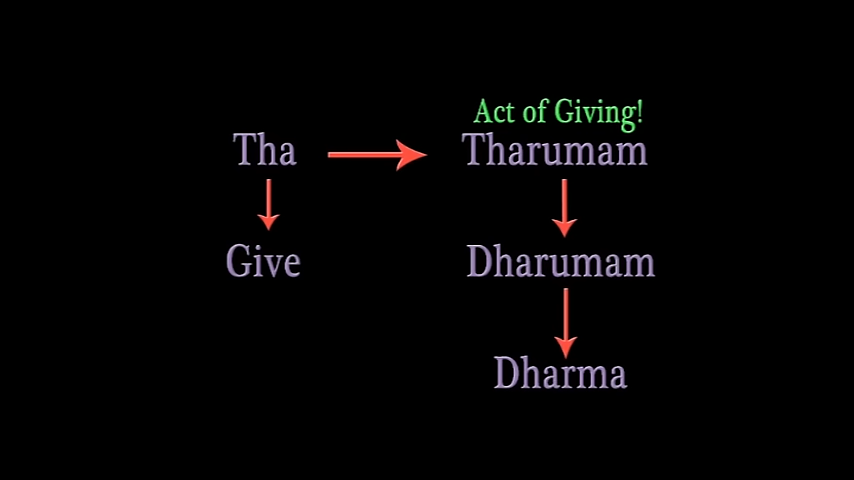 Act of Giving!
Tha
Tharumam
Give
Dharumam
Dharma